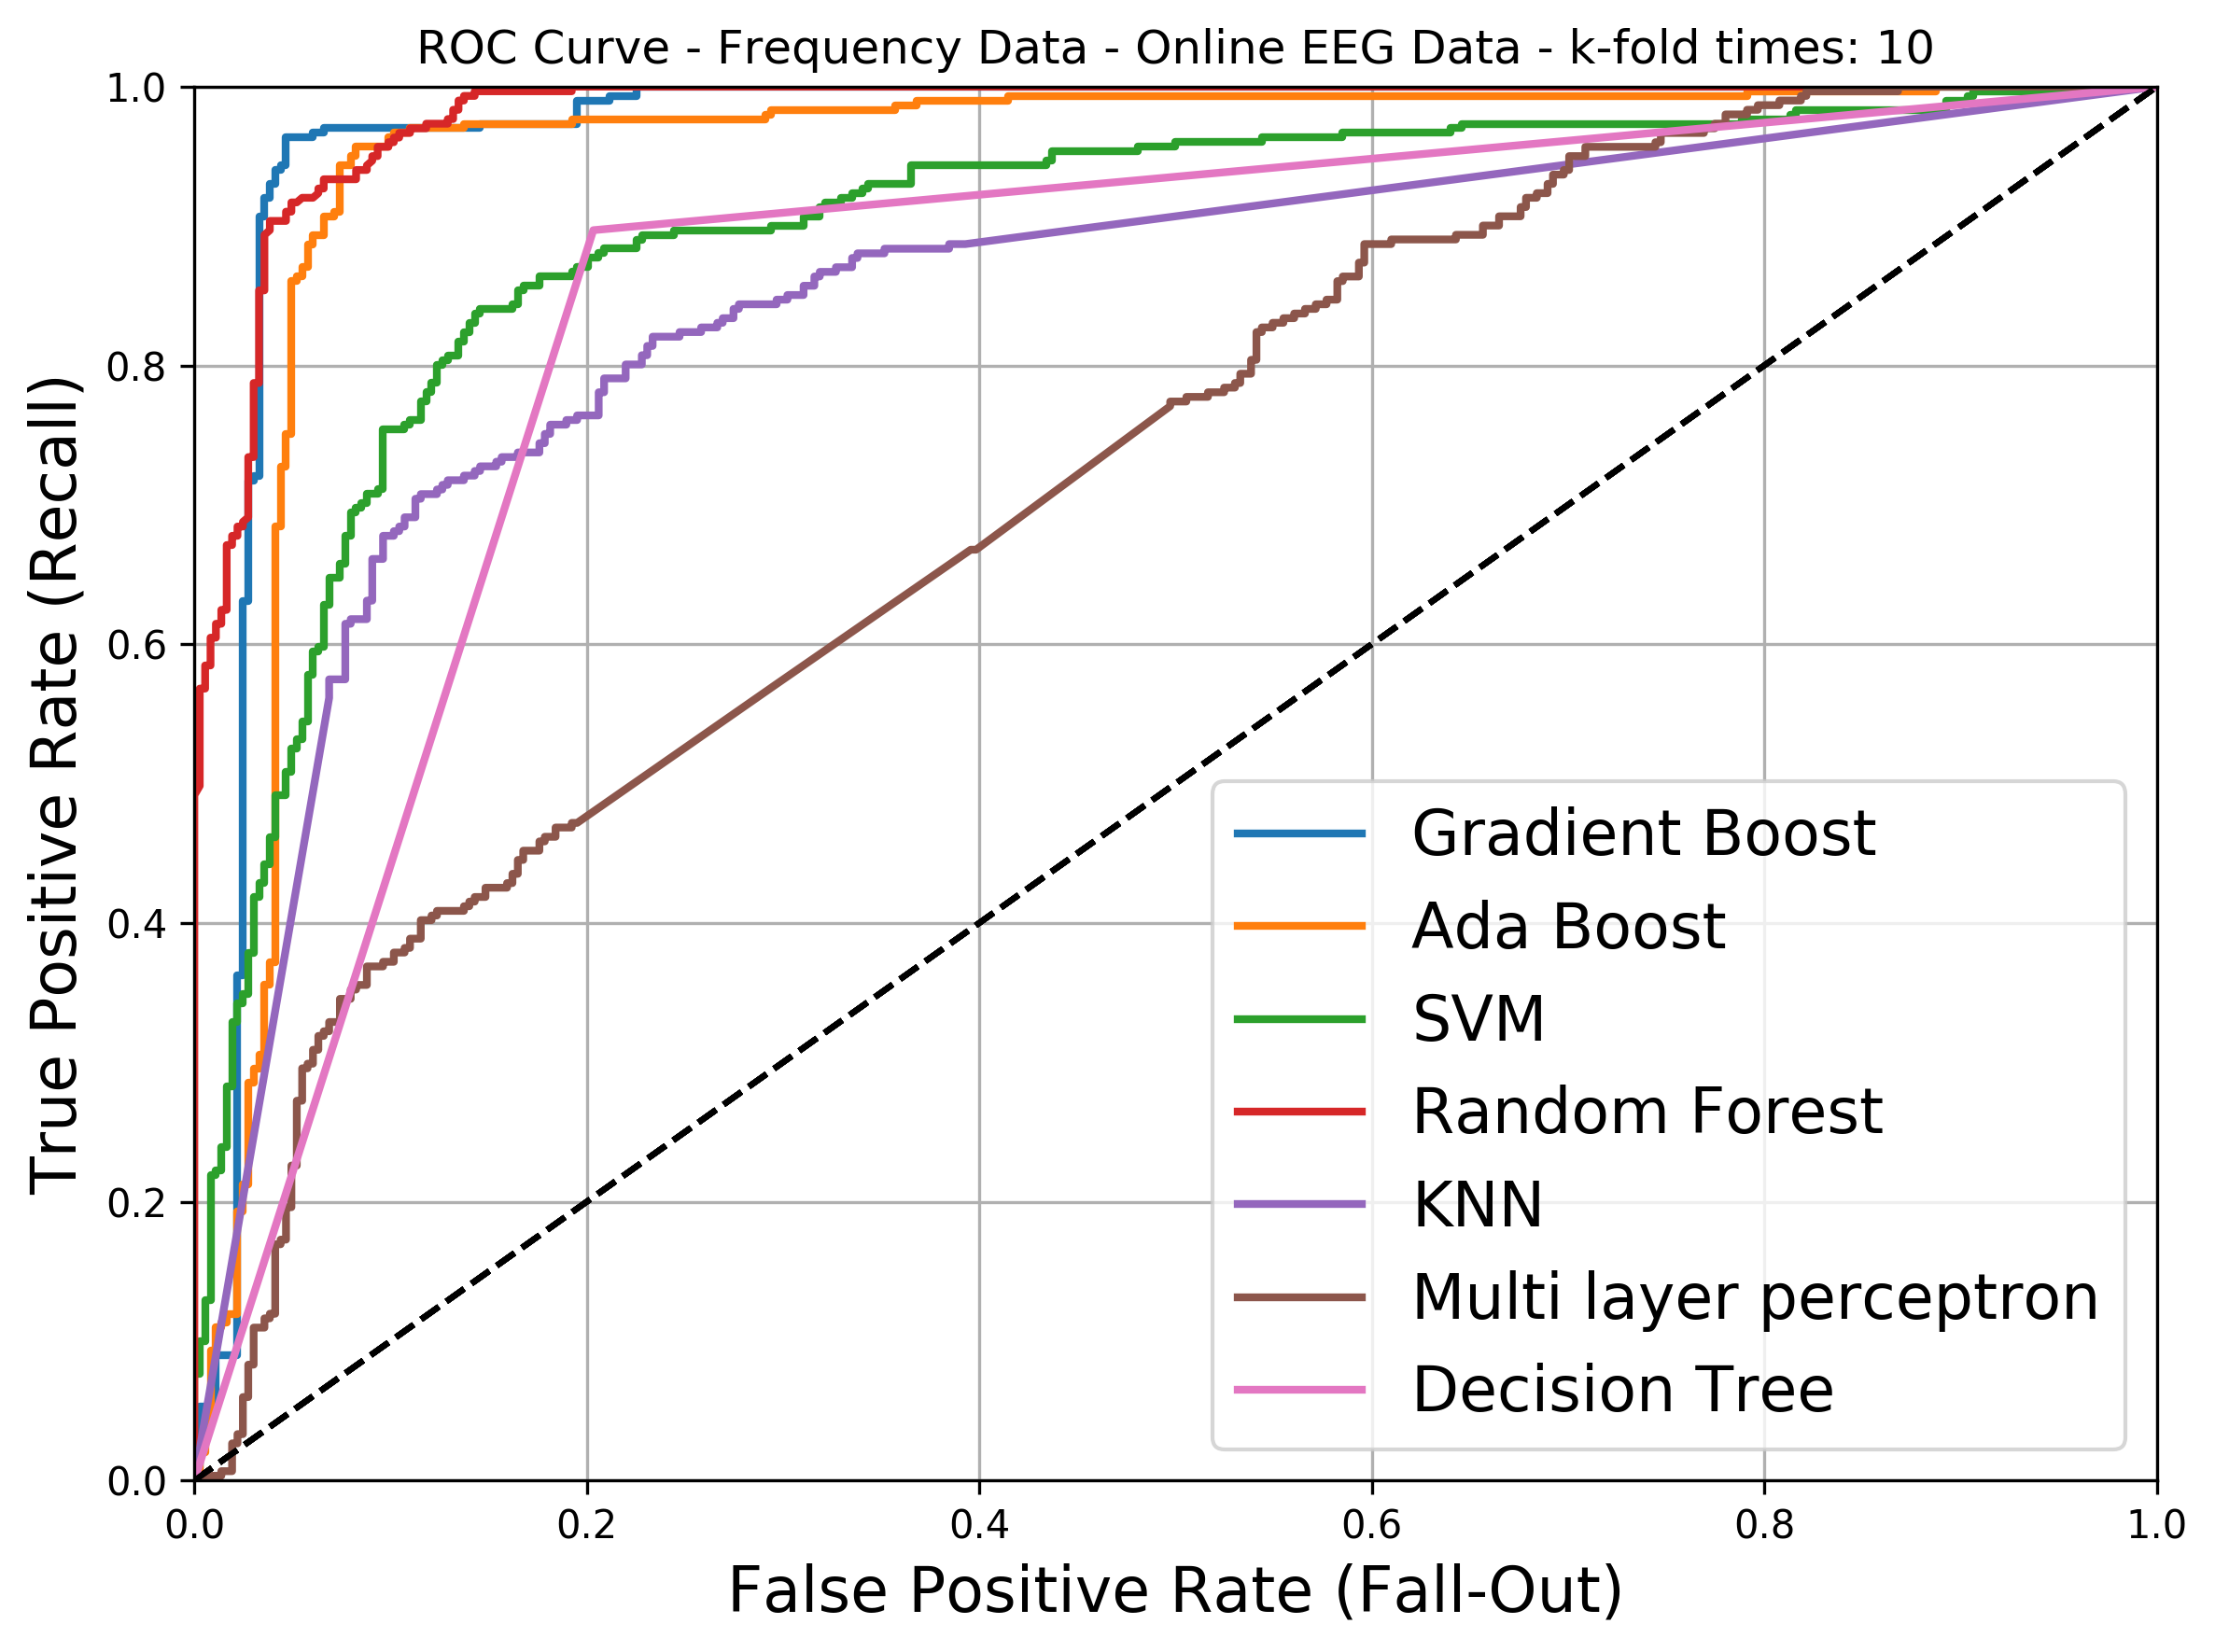 ROC Curve - Frequency Data - Online EEG Data - k-fold times: 10
True Positive Rate (Recall)
1.0
0.8
0.6
0.4
0.2
0.0
0.0 0.2 0.4 0.6 0.8 1.0
False Positive Rate (Fall-Out)
Gradient Boost
Ada Boost
SVM
Random Forest
KNN
Multi layer perceptron
Decision Tree